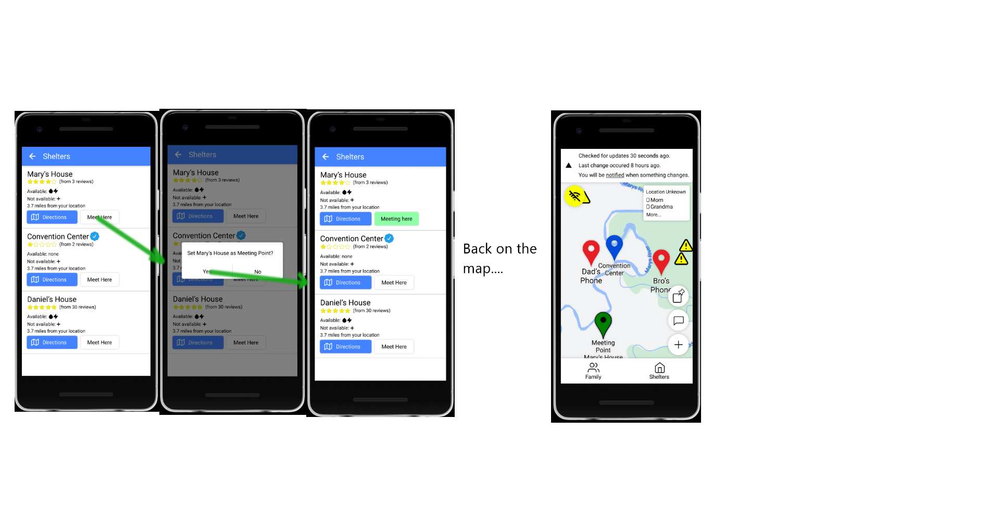 Shelters
Mary's House
(from 3 reviews)
Available:
Not available:
3.7 miles from your location
Directions
Meet Here
Convention Center
(from 2 reviews)
Available: none
Not available:
3.7 miles from your location
Directions
Meet Here
Daniel's House
(from 30 reviews)
Available:
Not available:
3.7 miles from your location
Directions
Meet Here
Shelters
Mary's House
(from 3 reviews)
Available:
Not available:
3.7 miles from your location
Directions
Meet Here
Convention Center
Set Mary's House as Meeting Point?
Yes
No
Directions
Meet Here
Daniel's House
(from 30 reviews)
Available:
Not available:
3.7 miles from your location
Directions
Meet Here
Shelters
Mary's House
(from 3 reviews)
Available:
Not available:
3.7 miles from your location
Directions
Meeting here
Convention Center
(from 2 reviews)
Available: none
Not available:
3.7 miles from your location
Directions
Meet Here
Daniel's House
(from 30 reviews)
Available:
Not available:
3.7 miles from your location
Directions
Meet Here
Back on the
map....
Checked for updates 30 seconds ago.
Last change occured 8 hours ago.
You will be notified when something changes.
Marys Riv
Location Unknown
Mom
Grandma
More...
Marys River
Convention
Center
Dad's
Phone
Bro's
Phone
Meeting
Point
Mary's House
Family
Shelters